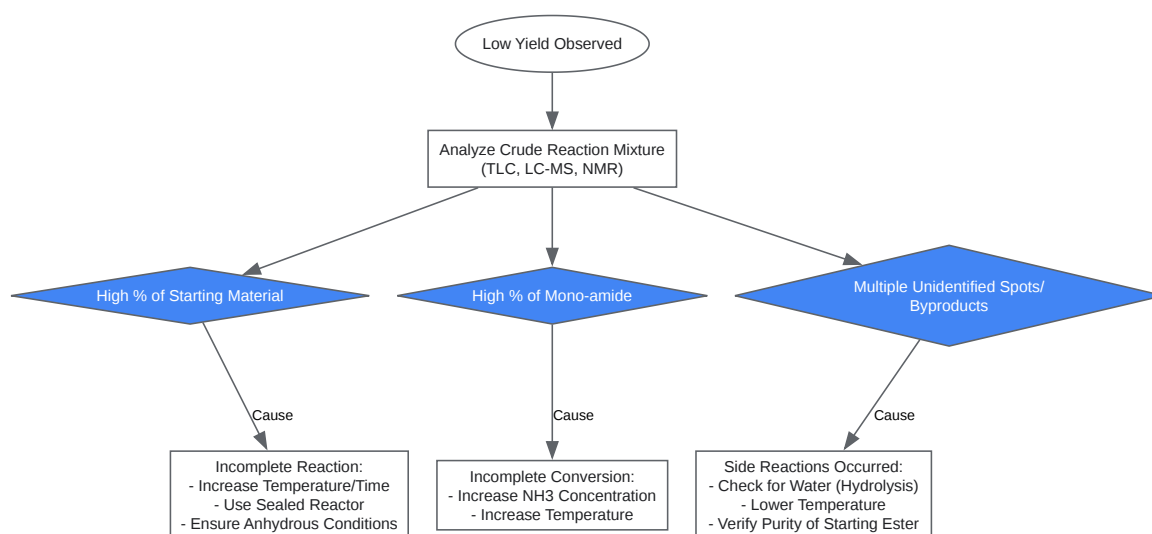 Low Yield Observed
Analyze Crude Reaction Mixture
(TLC, LC-MS, NMR)
High % of Starting Material
High % of Mono-amide
Multiple Unidentified Spots/
Byproducts
Cause
Cause
Cause
Incomplete Reaction:
- Increase Temperature/Time
- Use Sealed Reactor
- Ensure Anhydrous Conditions
Incomplete Conversion:
- Increase NH3 Concentration
- Increase Temperature
Side Reactions Occurred:
- Check for Water (Hydrolysis)
- Lower Temperature
- Verify Purity of Starting Ester